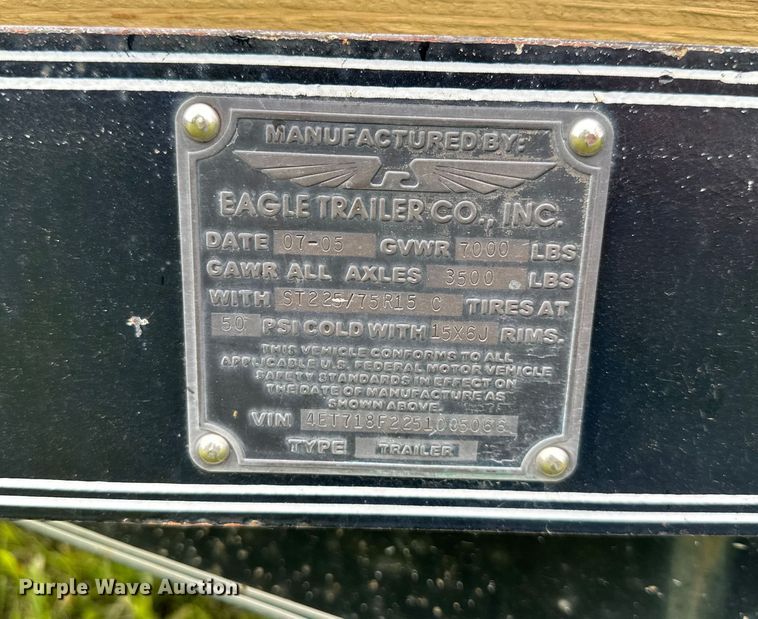 MANUFACTURED BY:
EAGLE TRAILER CO., INC.
DATE 07-05 GVWR 7000 LBS
GAWR ALL AXLES 3500 LBS
WITH ST225/75R15 C TIRES AT
50 PSI COLD WITH 15X6J RIMS.
THIS VEHICLE CONFORMS TO ALL
APPLICABLE U.S. FEDERAL MOTOR VEHICLE
SAFETY STANDARDS IN EFFECT ON
THE DATE OF MANUFACTURE AS
SHOWN ABOVE.
VIN 4ET718F2251005066
TYPE TRAILER
Purple Wave Auction